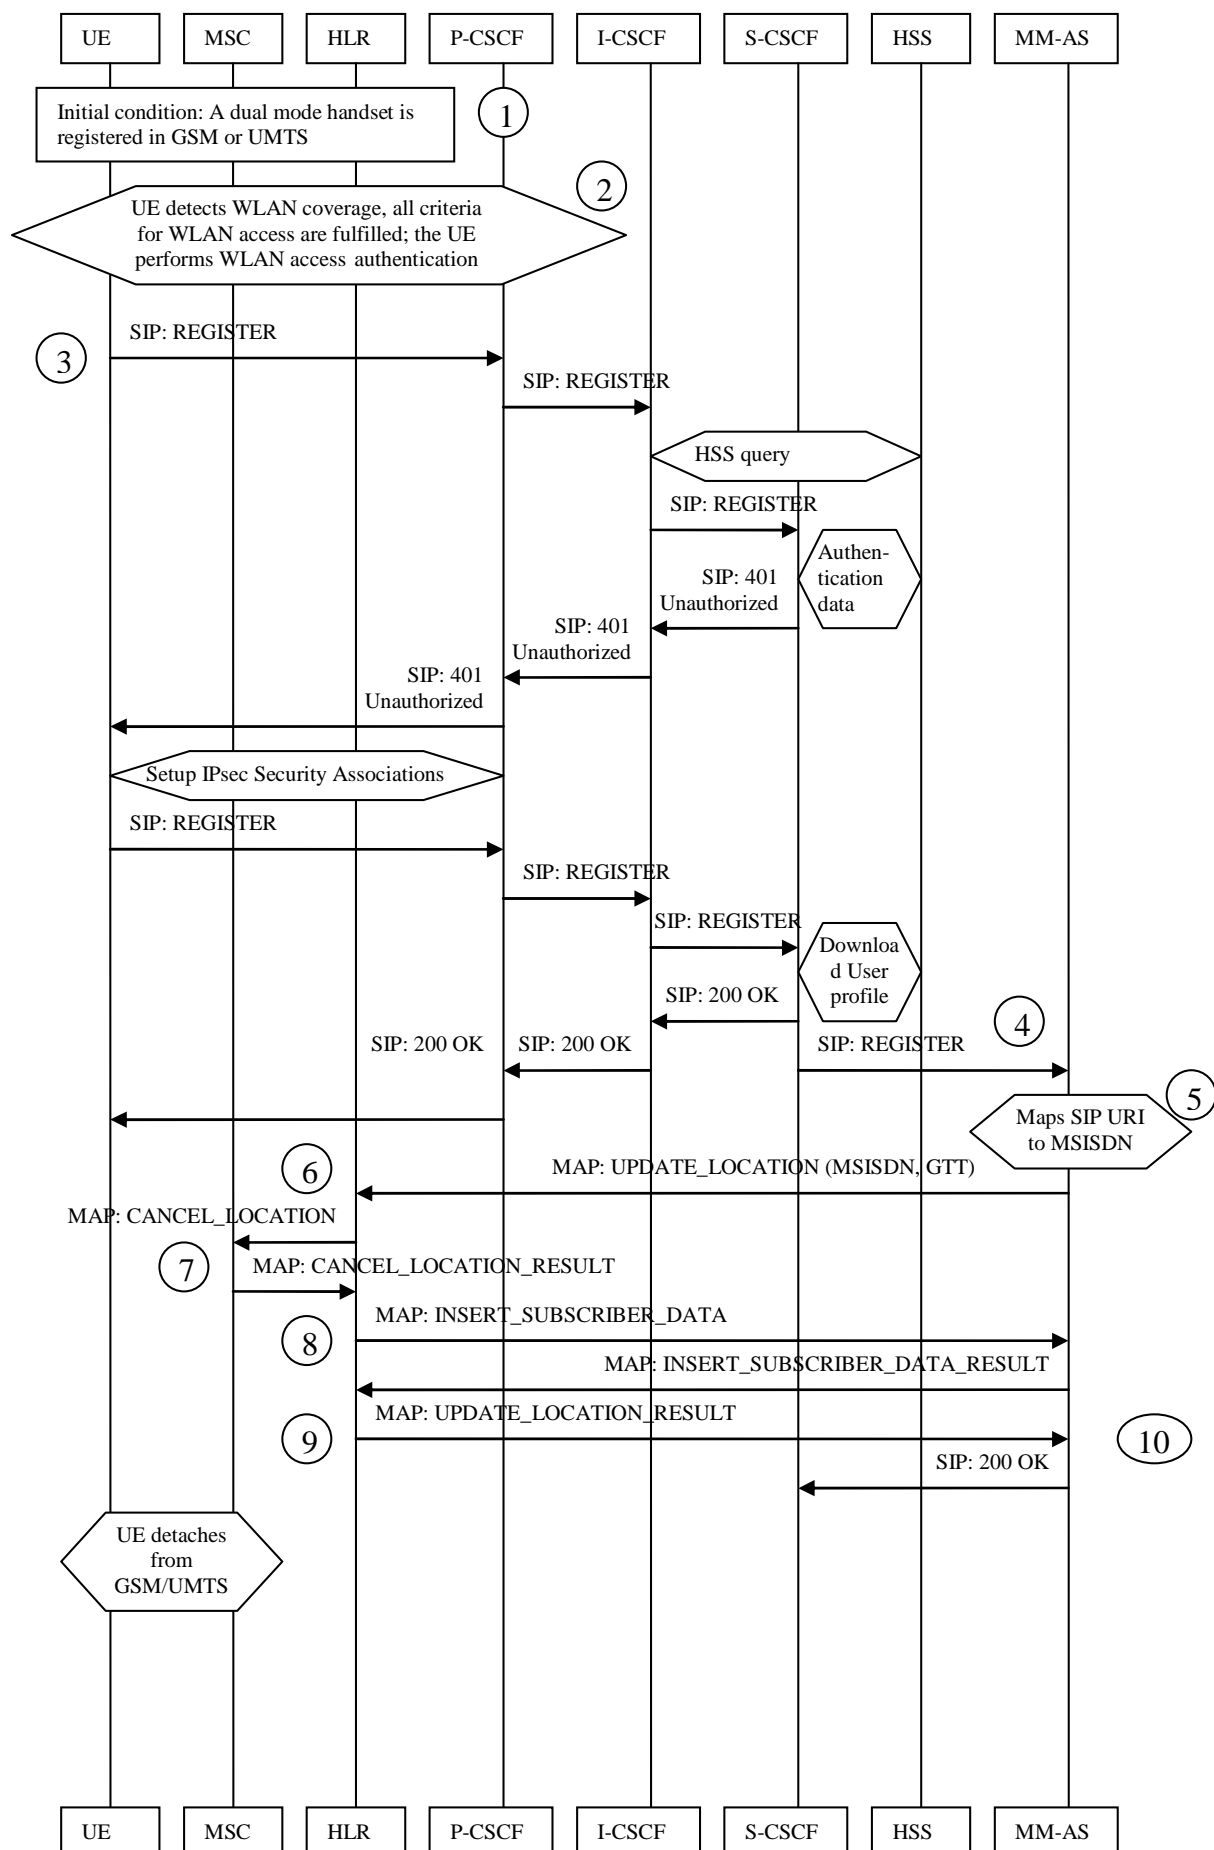 UE MSC HLR P-CSCF I-CSCF S-CSCF HSS MM-AS
Initial condition: A dual mode handset is
registered in GSM or UMTS
1
2
UE detects WLAN coverage, all criteria
for WLAN access are fulfilled; the UE
performs WLAN access authentication
SIP: REGISTER
3
SIP: REGISTER
HSS query
SIP: REGISTER
Authen-
tication
data
SIP: 401
Unauthorized
SIP: 401
Unauthorized
SIP: 401
Unauthorized
Setup IPsec Security Associations
SIP: REGISTER
SIP: REGISTER
SIP: REGISTER
Downloa
d User
profile
SIP: 200 OK
4
SIP: 200 OK SIP: 200 OK SIP: REGISTER
5
Maps SIP URI
to MSISDN
6
MAP: UPDATE_LOCATION (MSISDN, GTT)
MAP: CANCEL_LOCATION
7
MAP: CANCEL_LOCATION_RESULT
MAP: INSERT_SUBSCRIBER_DATA
8
MAP: INSERT_SUBSCRIBER_DATA_RESULT
MAP: UPDATE_LOCATION_RESULT
9
10
SIP: 200 OK
UE detaches
from
GSM/UMTS
UE MSC HLR P-CSCF I-CSCF S-CSCF HSS MM-AS